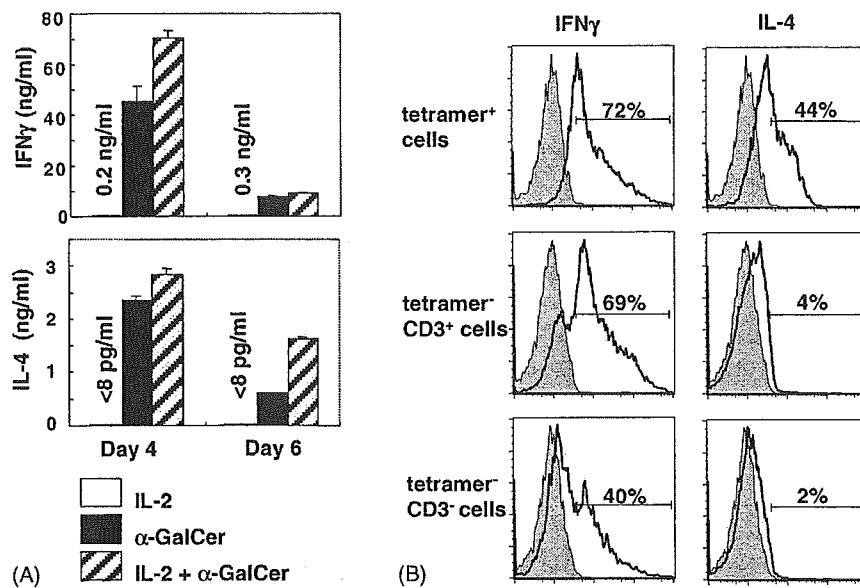 IFNγ (ng/ml)
80
60
40
20
0
0.2 ng/ml
0.3 ng/ml
IL-4 (ng/ml)
3
2
1
0
<8 pg/ml
<8 pg/ml
Day 4
Day 6
IL-2
α-GalCer
IL-2 + α-GalCer
(A)
IFNγ
IL-4
tetramer⁺
cells
72%
44%
tetramer⁻
CD3⁺ cells
69%
4%
tetramer⁻
CD3⁻ cells
40%
2%
(B)